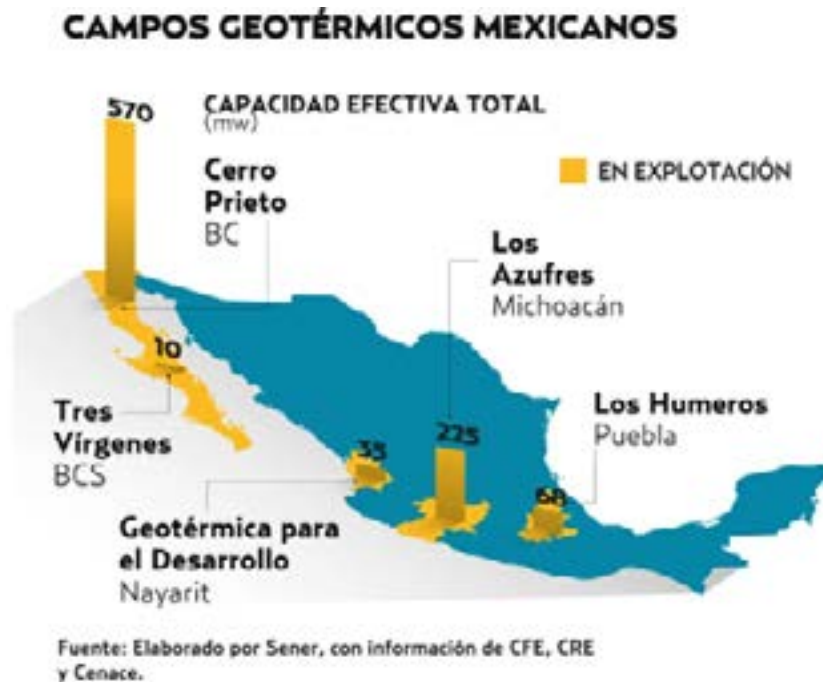 CAMPOS GEOTÉRMICOS MEXICANOS
570
CAPACIDAD EFECTIVA TOTAL
(mw)
EN EXPLOTACIÓN
Cerro
Prieto
BC
Los
Azufres
Michoacán
10
Tres
Vírgenes
BCS
Los Humeros
Puebla
35
225
68
Geotérmica para
el Desarrollo
Nayarit
Fuente: Elaborado por Sener, con información de CFE, CRE
y Cenace.